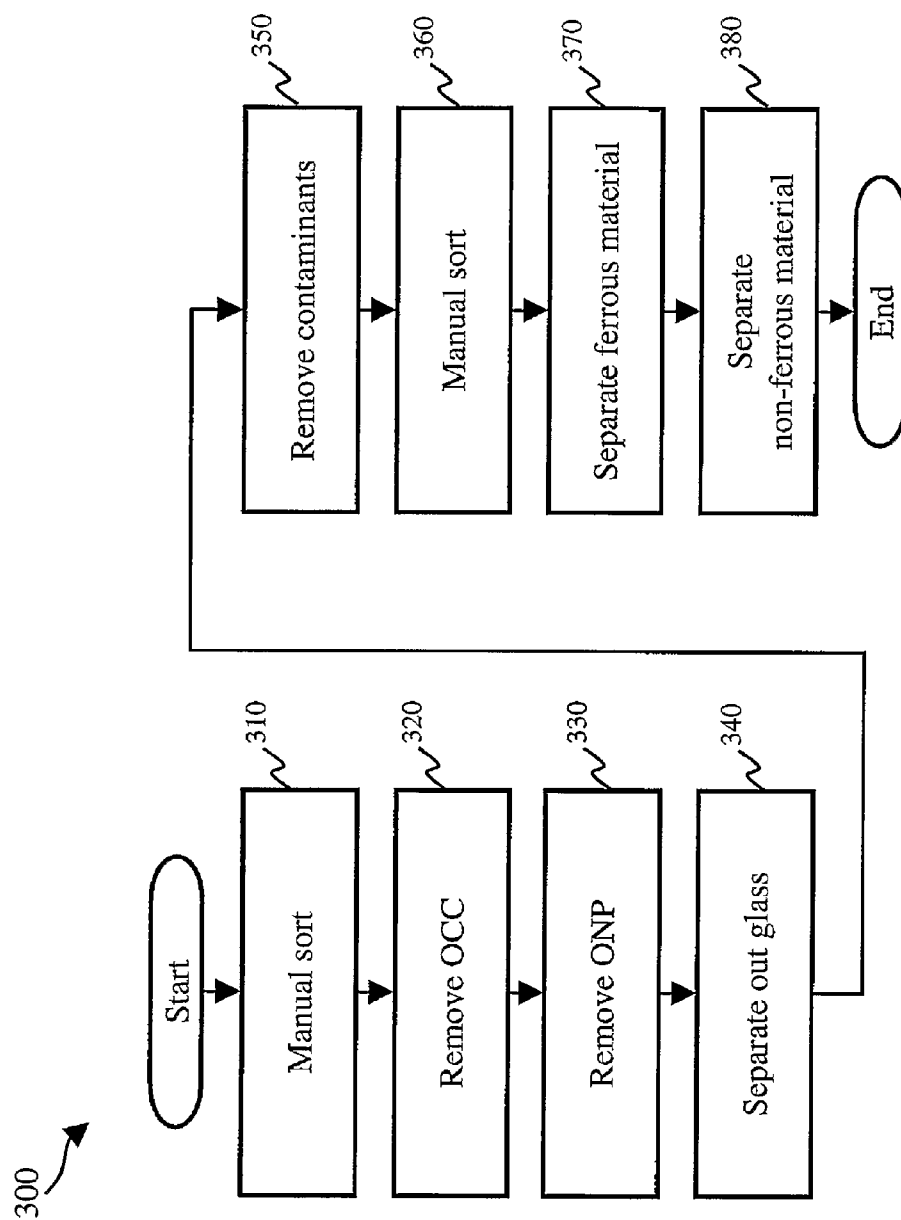 300
Start
Manual sort
310
Remove OCC
320
Remove ONP
330
Separate out glass
340
Remove contaminants
350
Manual sort
360
Separate ferrous material
370
Separate
non-ferrous material
380
End